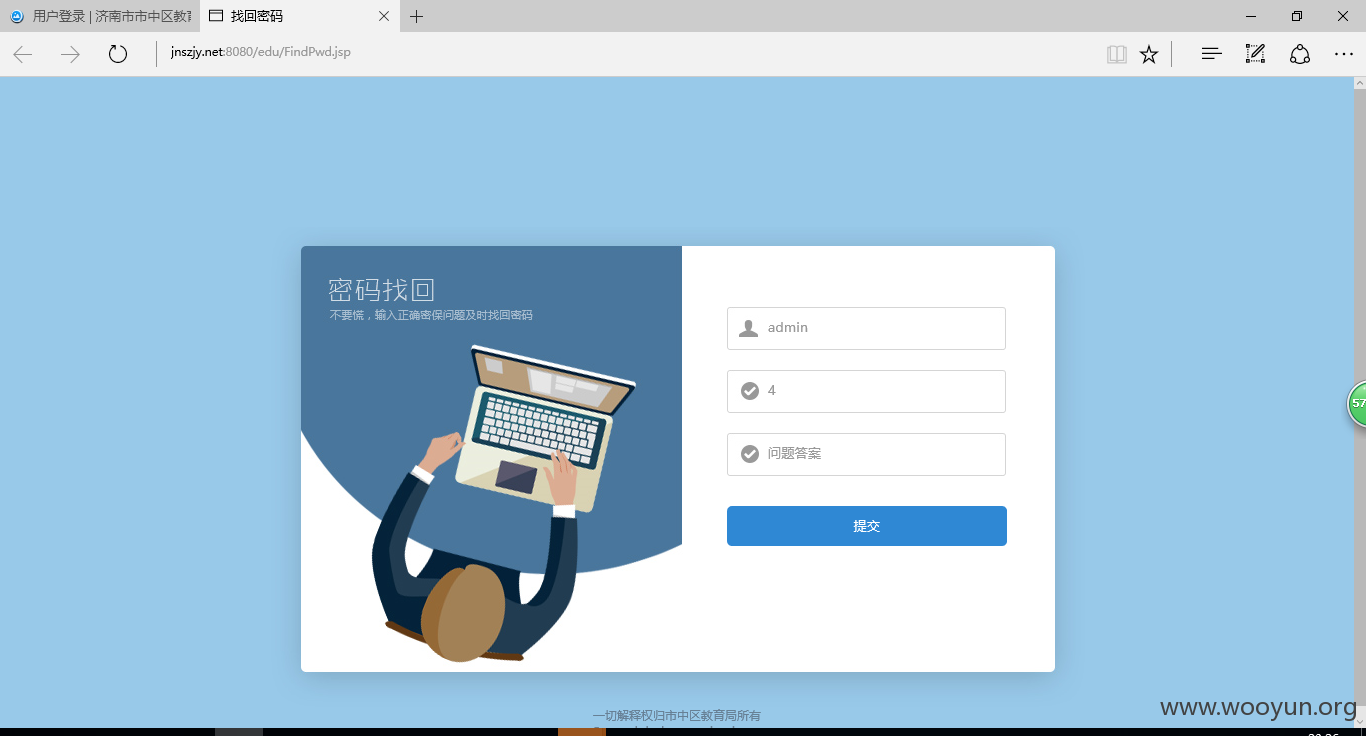 用户登录 | 济南市市中区教育
找回密码
jnszjy.net:8080/edu/FindPwd.jsp
密码找回
不要慌，输入正确密保问题及时找回密码
admin
4
问题答案
提交
57
www.wooyun.org
一切解释权归市中区教育局所有